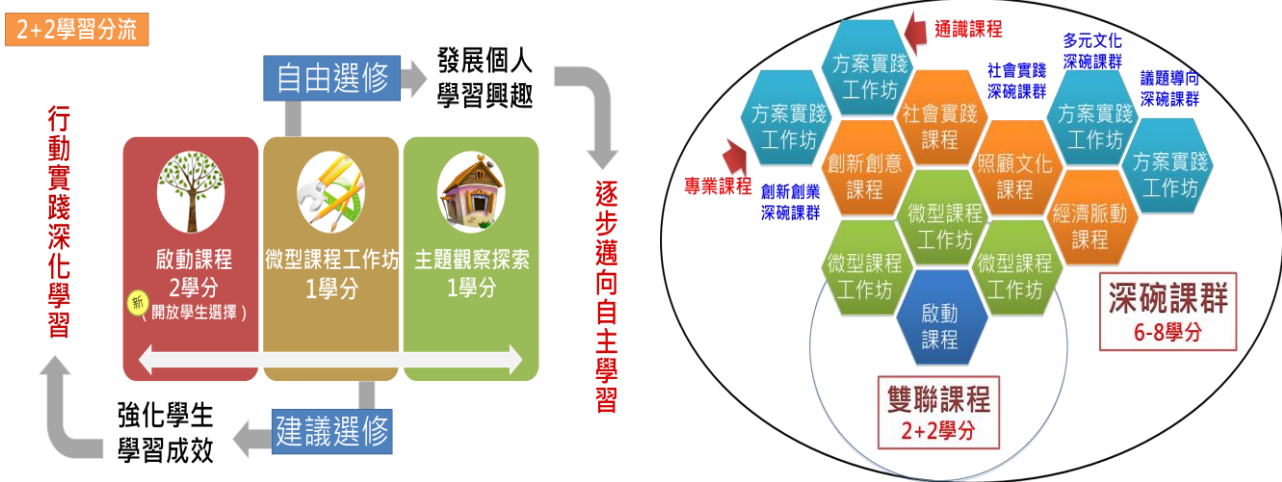 2+2學習分流
自由選修
發展個人
學習興趣
行動實踐深化學習
啟動課程
2學分
新
(開放學生選擇)
微型課程工作坊
1學分
主題觀察探索
1學分
逐步邁向自主學習
強化學生
學習成效
建議選修
通識課程
方案實踐
工作坊
多元文化
深碗課群
社會實踐
深碗課群
議題導向
深碗課群
方案實踐
工作坊
社會實踐
課程
方案實踐
工作坊
創新創意
課程
照顧文化
課程
方案實踐
工作坊
專業課程
創新創業
深碗課群
微型課程
工作坊
經濟脈動
課程
微型課程
工作坊
微型課程
工作坊
啟動
課程
深碗課群
6-8學分
雙聯課程
2+2學分